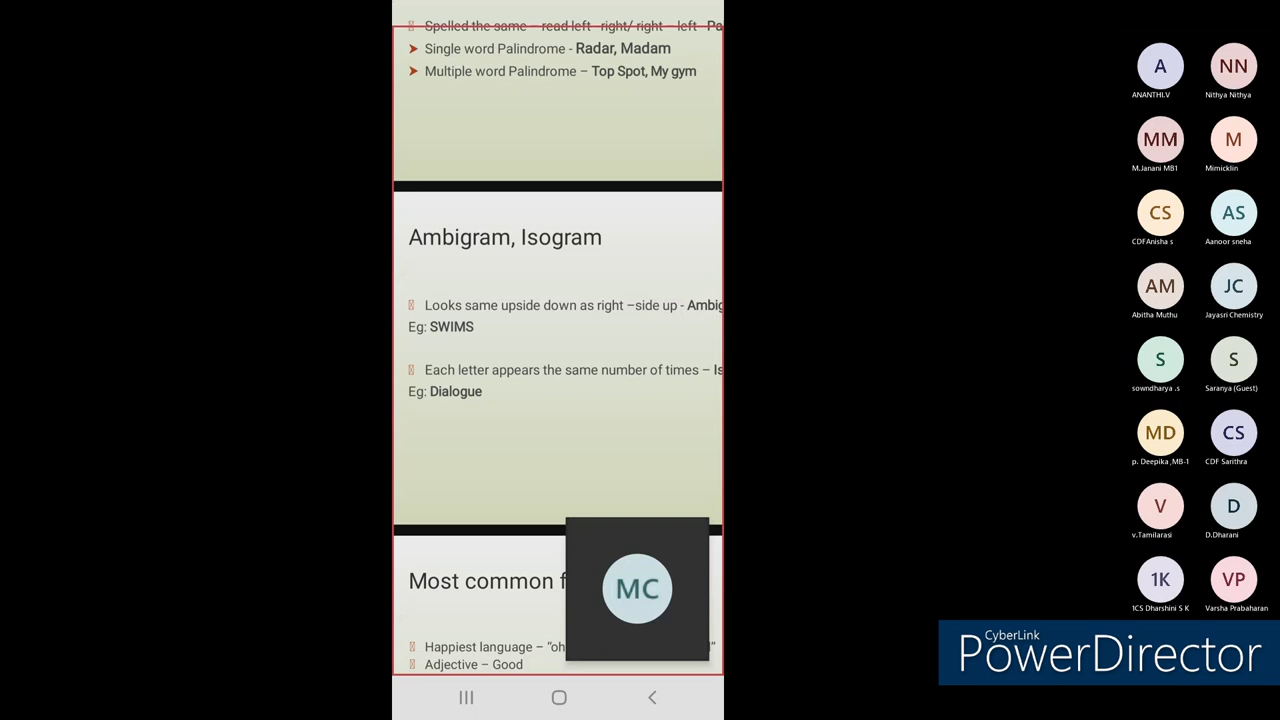 Spelled the same – read left - right/ right – left - Pa
➤ Single word Palindrome - Radar, Madam
➤ Multiple word Palindrome – Top Spot, My gym
Ambigram, Isogram
Looks same upside down as right –side up - Ambig
Eg: SWIMS
Each letter appears the same number of times – Is
Eg: Dialogue
Most common f
Happiest language – “oh
Adjective – Good
MC
A
ANANTHI.V
NN
Nithya Nithya
MM
M.Janani MB1
M
Mimicklin
CS
CDFAnisha s
AS
Aanoor sneha
AM
Abitha Muthu
JC
Jayasri Chemistry
S
sowndharya .s
S
Saranya (Guest)
MD
p. Deepika ,MB-1
CS
CDF Sarithra
V
v.Tamilarasi
D
D.Dharani
1K
1CS Dharshini S K
VP
Varsha Prabaharan
CyberLink
PowerDirector